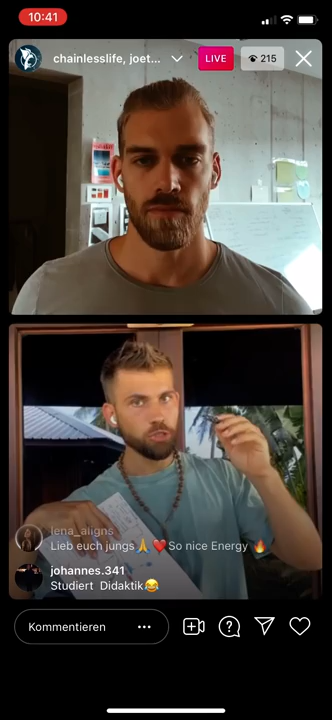 10:41
chainlesslife, joet...
LIVE
215
lena_aligns
Lieb euch jungs🙏❤️So nice Energy 🔥
johannes.341
Studiert Didaktik😂
Kommentieren